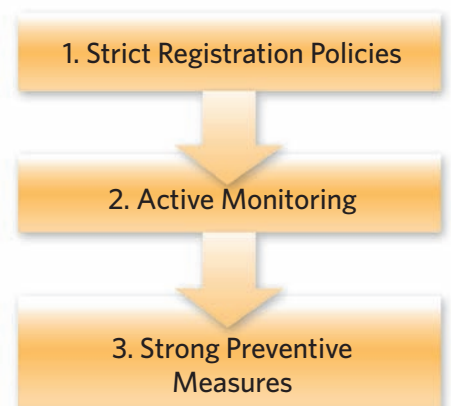 1. Strict Registration Policies
2. Active Monitoring
3. Strong Preventive
Measures